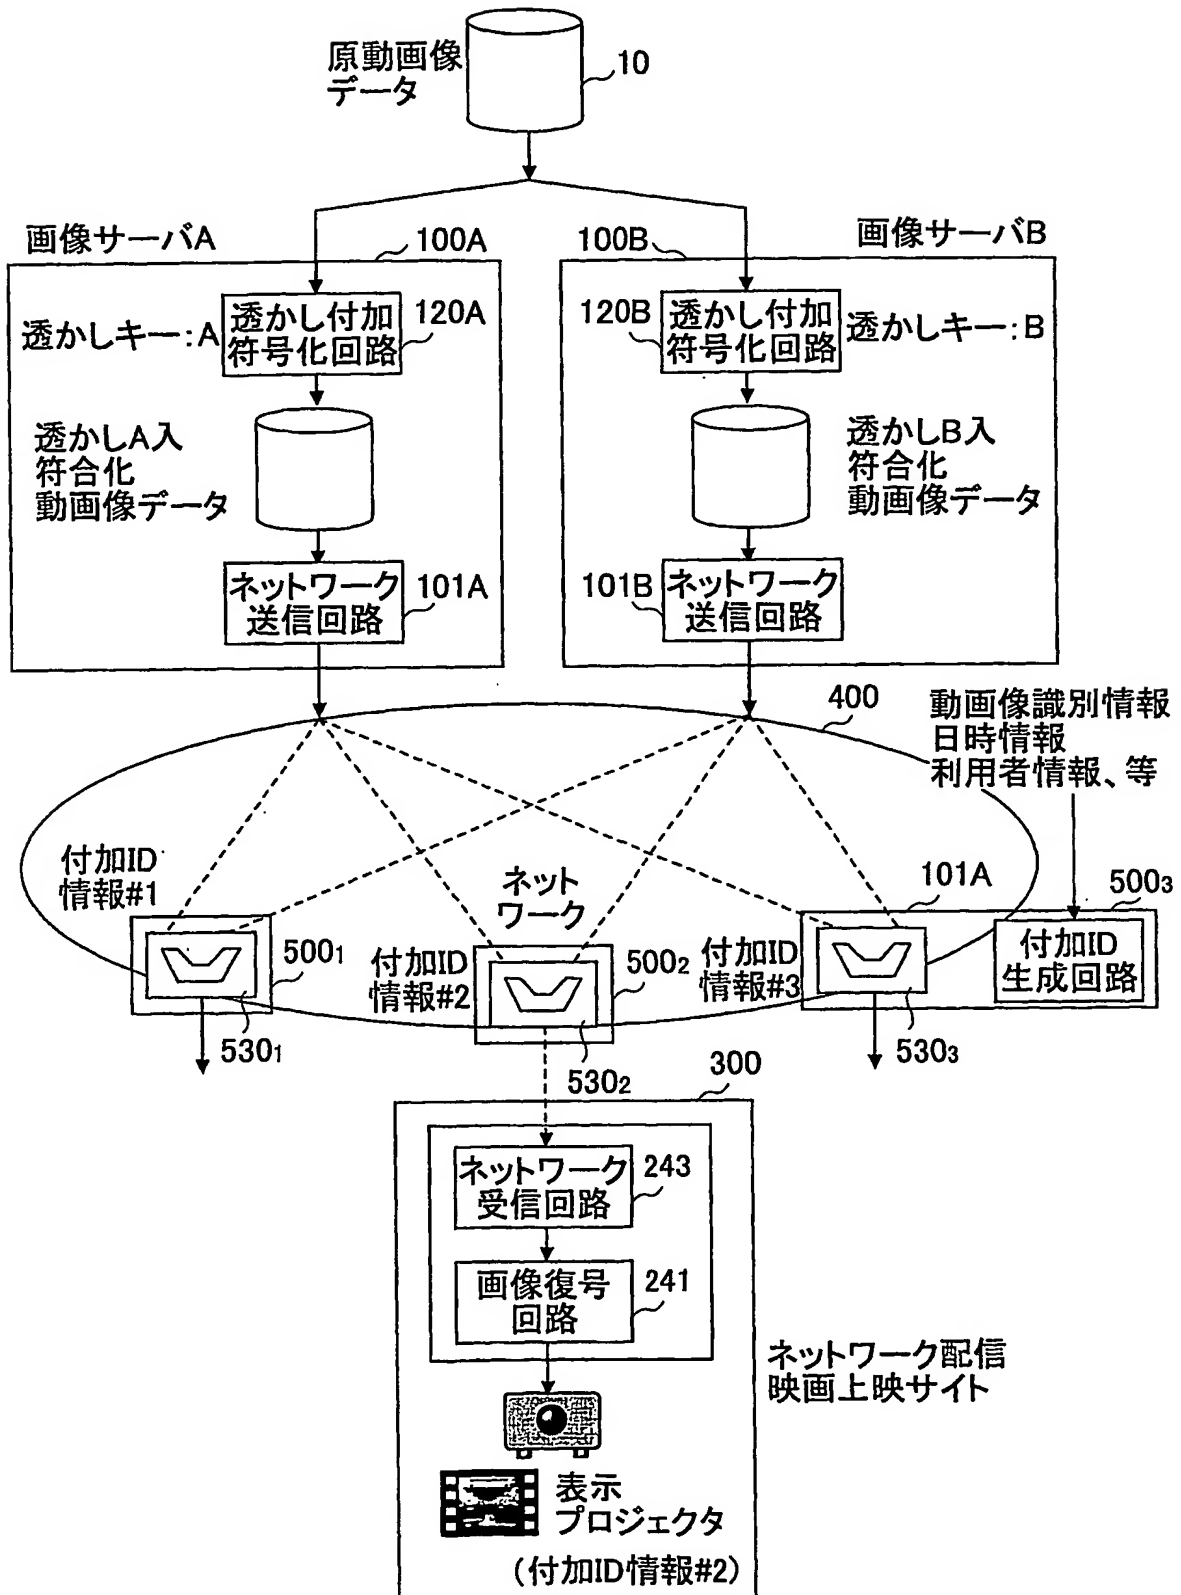 原動画像
データ
10
画像サーバA
100A
100B
画像サーバB
透かしキー:A
透かし付加
符号化回路
120A
120B
透かし付加
符号化回路
透かしキー:B
透かしA入
符合化
動画像データ
透かしB入
符合化
動画像データ
ネットワーク
送信回路
101A
101B
ネットワーク
送信回路
400
動画像識別情報
日時情報
利用者情報、等
付加ID
情報#1
ネット
ワーク
101A
500₃
500₁
付加ID
情報#2
500₂
付加ID
情報#3
付加ID
生成回路
530₁
530₂
530₃
300
ネットワーク
受信回路
243
画像復号
回路
241
ネットワーク配信
映画上映サイト
表示
プロジェクタ
(付加ID情報#2)